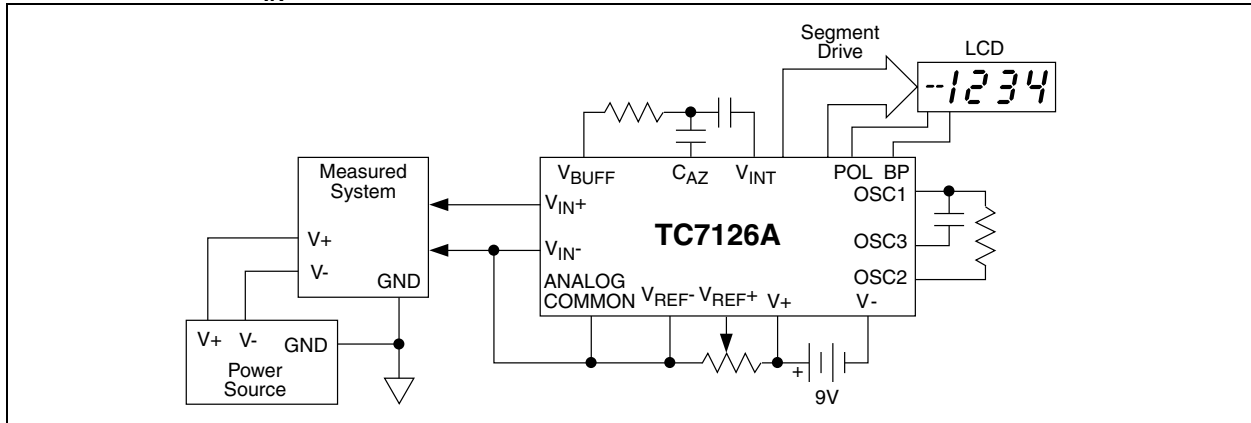 IN
Segment
Drive
LCD
--1234
Measured
System
V+
V-
GND
V+ V- GND
Power
Source
VBUFF
CAZ
VINT
POL BP
VIN+
VIN-
TC7126A
OSC1
OSC3
OSC2
ANALOG
COMMON
VREF- VREF+ V+ V-
+
9V